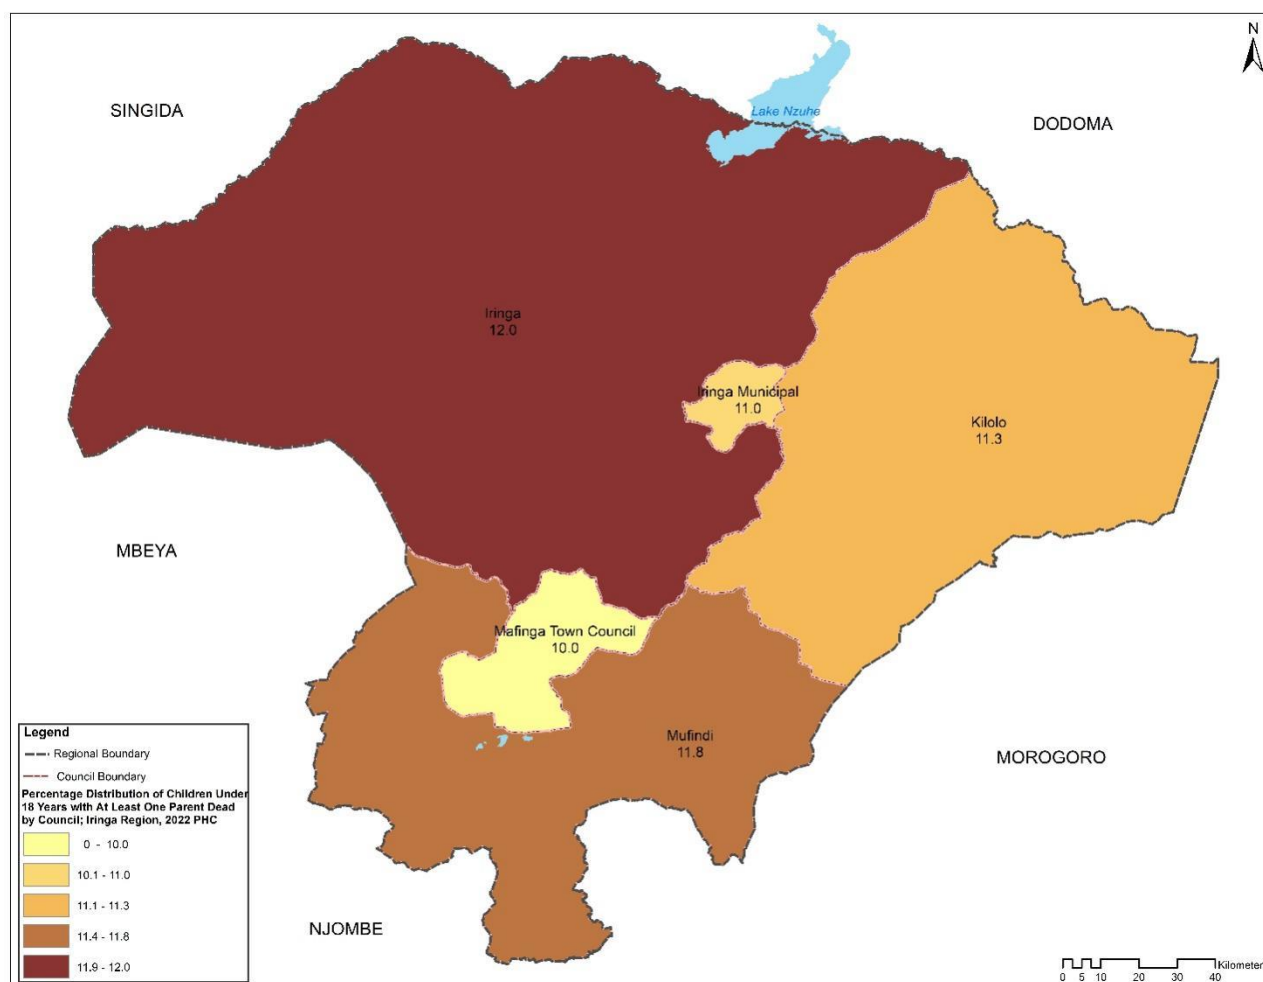 N
SINGIDA
Lake Nzuhe
DODOMA
Iringa
12.0
Iringa Municipal
11.0
Kilolo
11.3
MBEYA
Mafinga Town Council
10.0
Mufindi
11.8
MOROGORO
NJOMBE
Legend
Regional Boundary
Council Boundary
Percentage Distribution of Children Under
18 Years with At Least One Parent Dead
by Council; Iringa Region, 2022 PHC
0 - 10.0
10.1 - 11.0
11.1 - 11.3
11.4 - 11.8
11.9 - 12.0
Kilometer
0 5 10 20 30 40